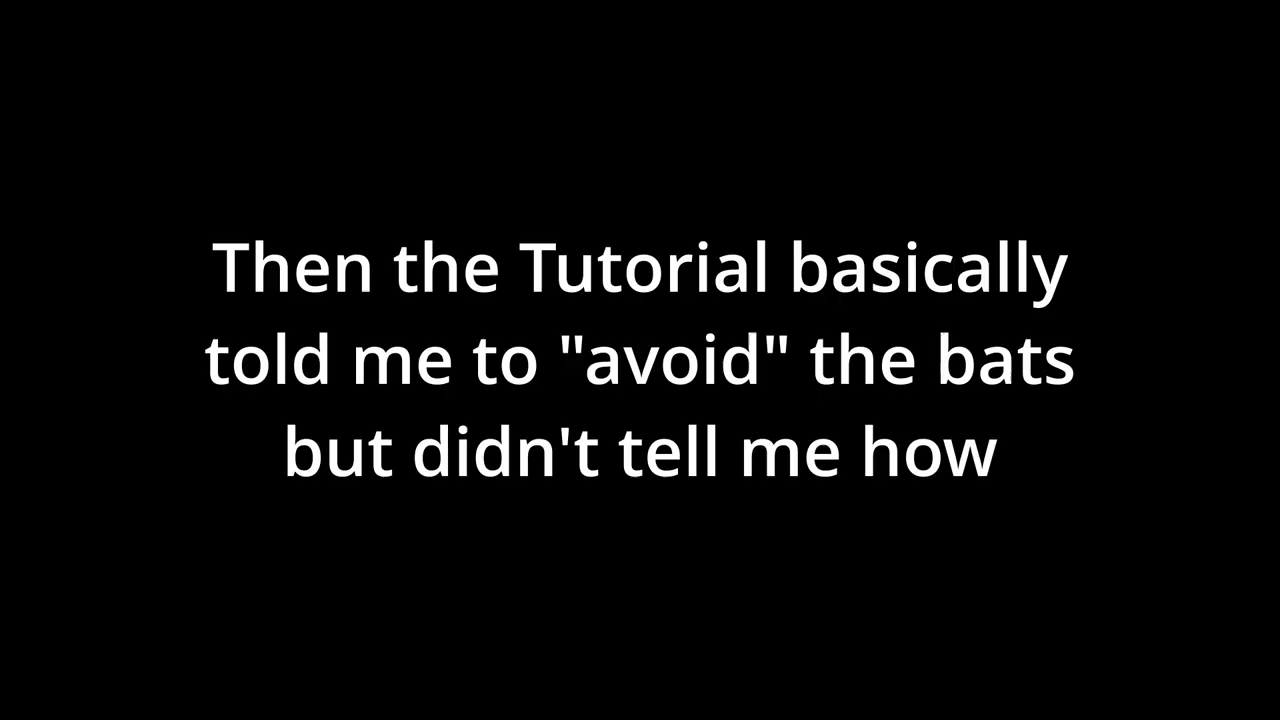 Then the Tutorial basically
told me to "avoid" the bats
but didn't tell me how